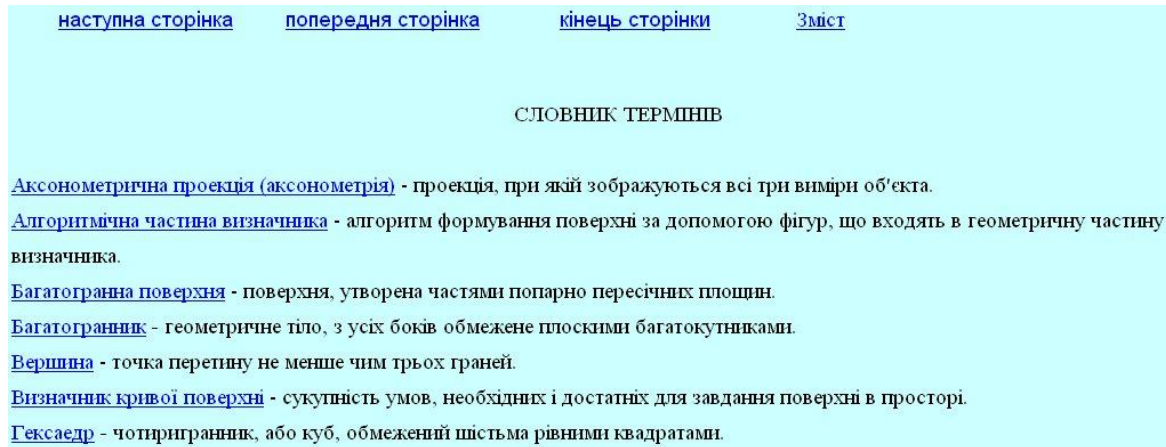 наступна сторінка попередня сторінка кінець сторінки Зміст
СЛОВНИК ТЕРМІНІВ
Аксонометрична проекція (аксонометрія) - проекція, при якій зображуються всі три виміри об'єкта.
Алгоритмічна частина визначника - алгоритм формування поверхні за допомогою фігур, що входять в геометричну частину
визначника.
Багатогранна поверхня - поверхня, утворена частями попарно пересічних площин.
Багатогранник - геометричне тіло, з усіх боків обмежене плоскими багатокутниками.
Вершина - точка перетину не менше чим трьох граней.
Визначник кривої поверхні - сукупність умов, необхідних і достатніх для завдання поверхні в просторі.
Гексаедр - чотиригранник, або куб, обмежений шістьма рівними квадратами.